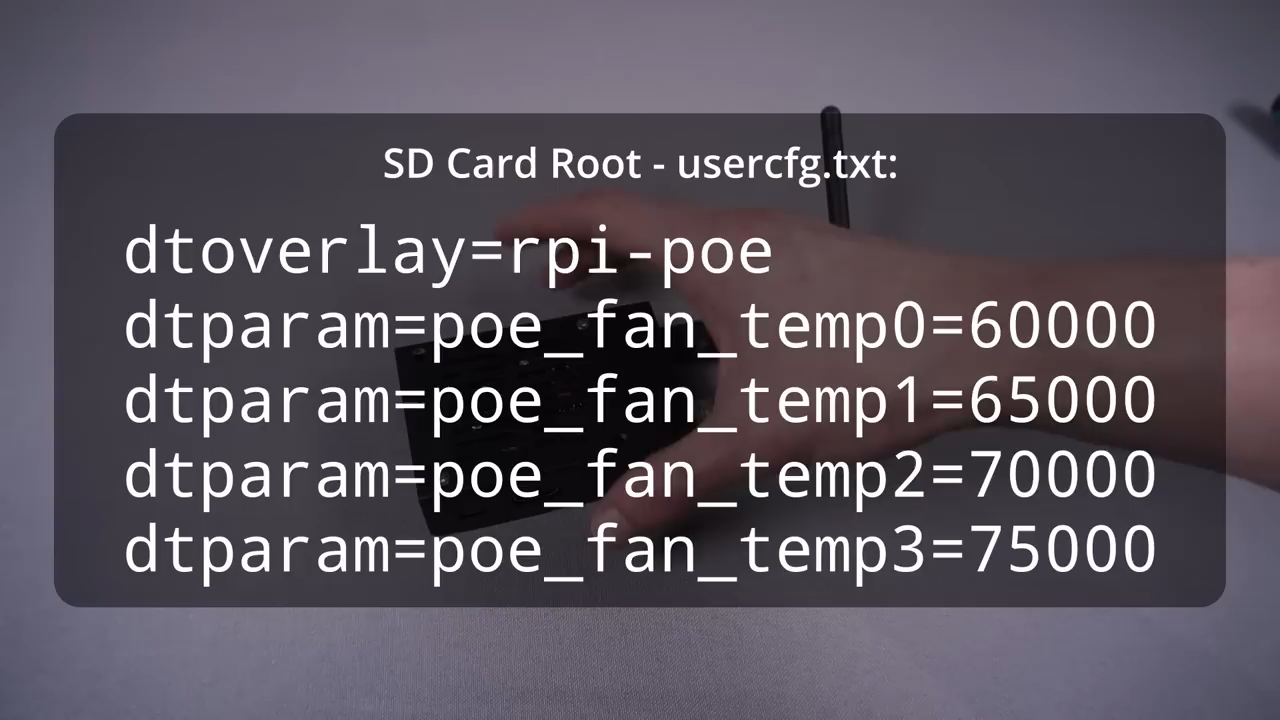 SD Card Root - usercfg.txt:
dtoverlay=rpi-poe
dtparam=poe_fan_temp0=60000
dtparam=poe_fan_temp1=65000
dtparam=poe_fan_temp2=70000
dtparam=poe_fan_temp3=75000